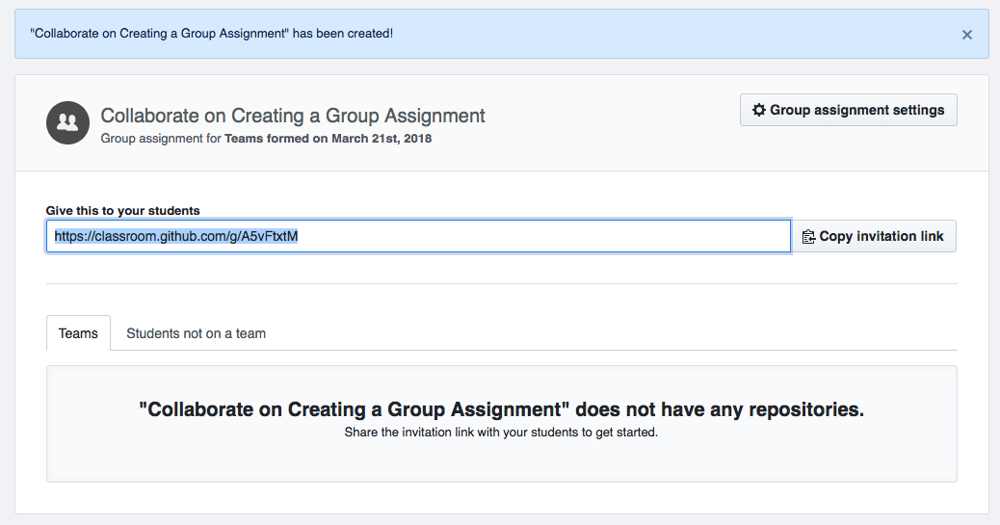 "Collaborate on Creating a Group Assignment" has been created!
Collaborate on Creating a Group Assignment
Group assignment for Teams formed on March 21st, 2018
Group assignment settings
Give this to your students
https://classroom.github.com/g/A5vFtxtM
Copy invitation link
Teams
Students not on a team
"Collaborate on Creating a Group Assignment" does not have any repositories.
Share the invitation link with your students to get started.